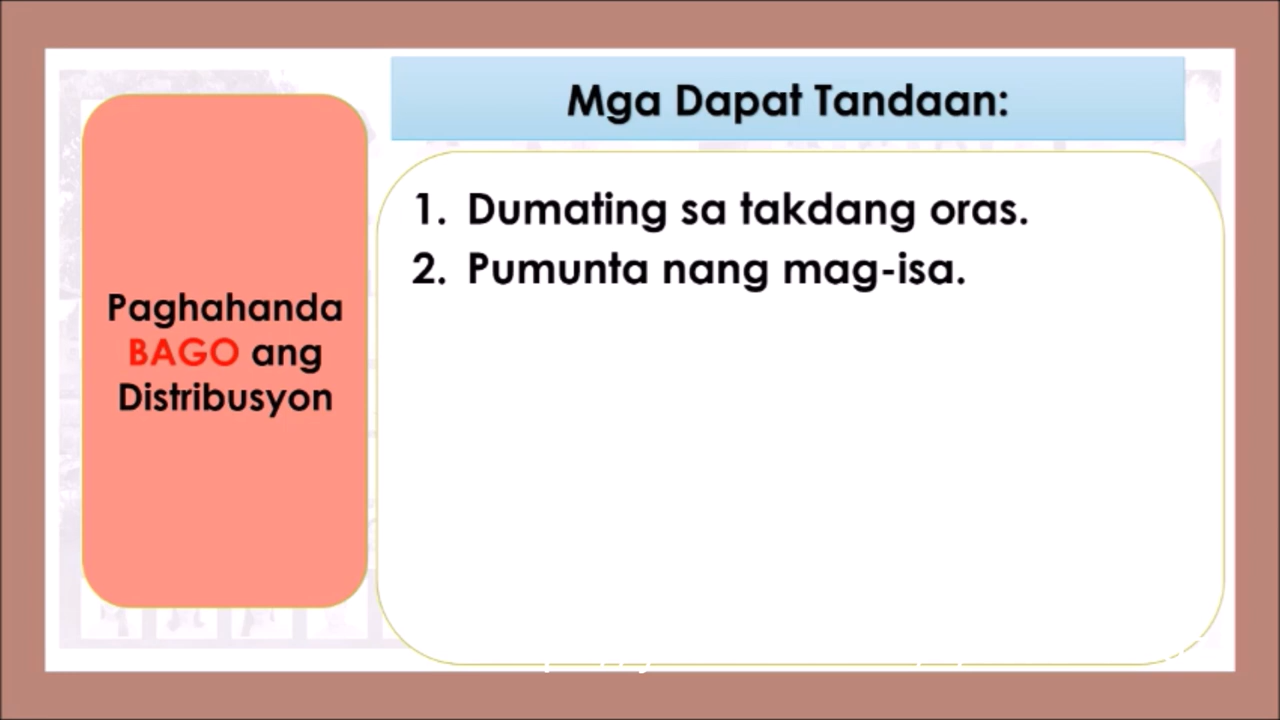 Mga Dapat Tandaan:
Paghahanda
BAGO ang
Distribusyon
1. Dumating sa takdang oras.
2. Pumunta nang mag-isa.